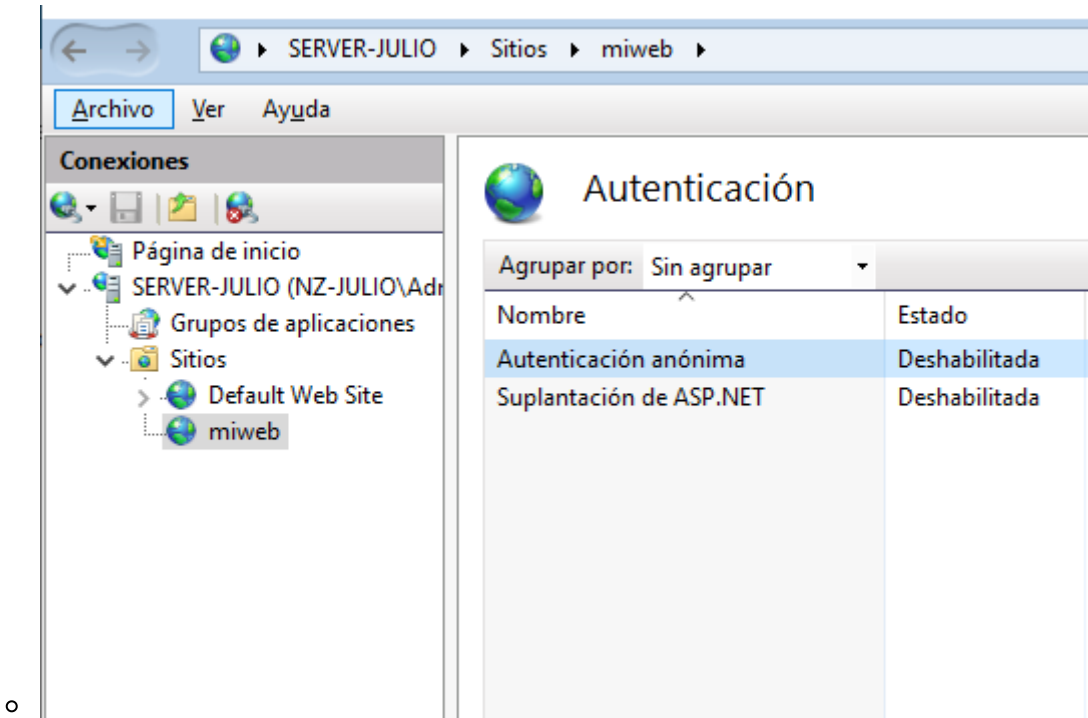 SERVER-JULIO Sitios miweb
Archivo Ver Ayuda
Conexiones
Página de inicio
SERVER-JULIO (NZ-JULIO\Adr
Grupos de aplicaciones
Sitios
Default Web Site
miweb
Autenticación
Agrupar por: Sin agrupar
Nombre Estado
Autenticación anónima Deshabilitada
Suplantación de ASP.NET Deshabilitada